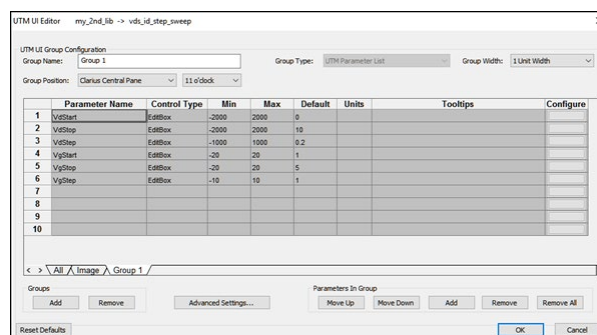 UTM UI Editor my_2nd_lib -> vds_id_step_sweep
UTM UI Group Configuration
Group Name: Group 1 Group Type: UTM Parameter List Group Width: 1 Unit Width
Group Position: Clarius Central Pane 11 o'clock
Parameter Name Control Type Min Max Default Units Tooltips Configure
1 VdStart EditBox -2000 2000 0
2 VdStop EditBox -2000 2000 10
3 VdStep EditBox -1000 1000 0.2
4 VgStart EditBox -20 20 1
5 VgStop EditBox -20 20 5
6 VgStep EditBox -10 10 1
7
8
9
10
< > All Image Group 1
Groups Parameters In Group
Add Remove Advanced Settings... Move Up Move Down Add Remove Remove All
Reset Defaults OK Cancel